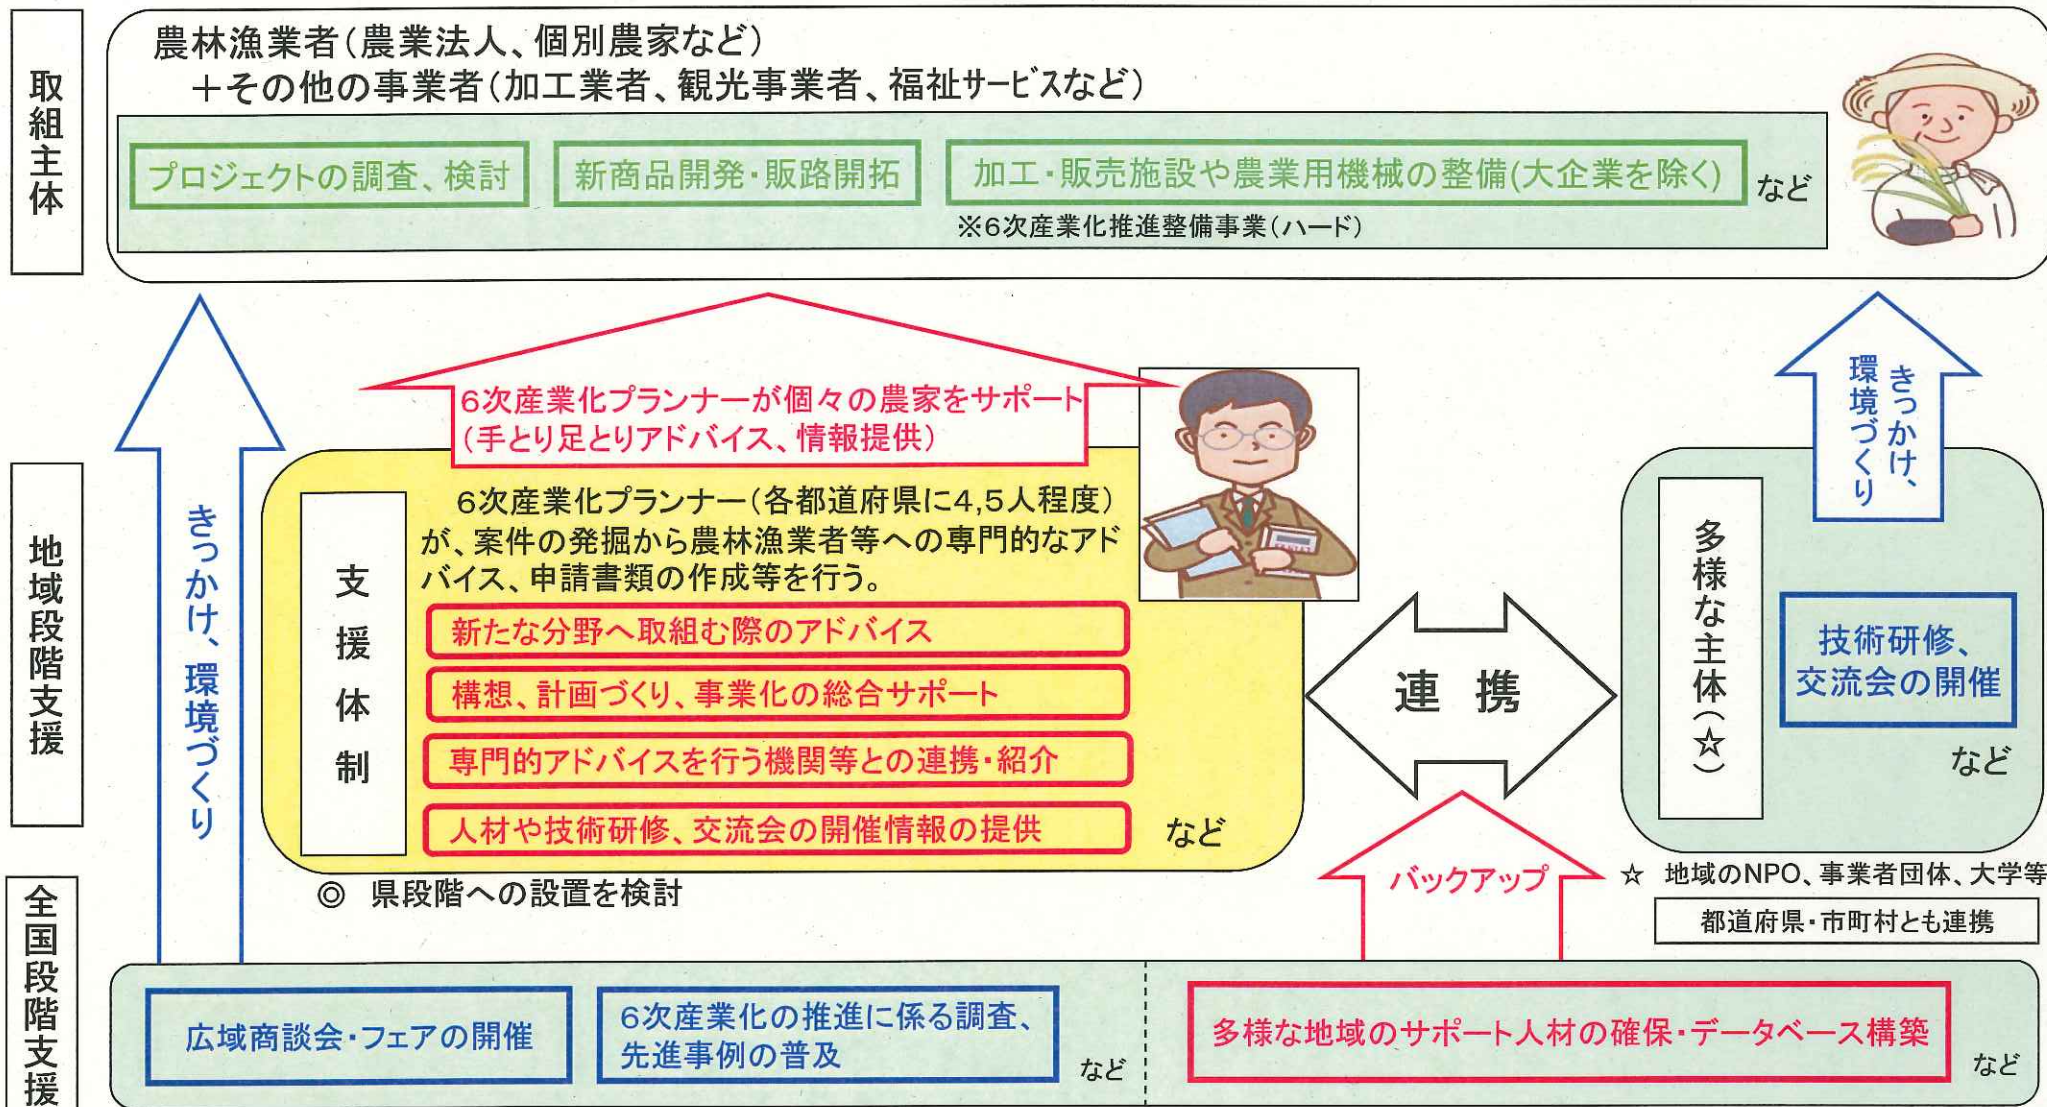 取組主体
農林漁業者(農業法人、個別農家など)
+その他の事業者(加工業者、観光事業者、福祉サービスなど)
プロジェクトの調査、検討
新商品開発・販路開拓
加工・販売施設や農業用機械の整備(大企業を除く)
など
※6次産業化推進整備事業(ハード)
地域段階支援
きっかけ、環境づくり
6次産業化プランナーが個々の農家をサポート
(手とり足とりアドバイス、情報提供)
支援体制
6次産業化プランナー(各都道府県に4,5人程度)
が、案件の発掘から農林漁業者等への専門的なアド
バイス、申請書類の作成等を行う。
新たな分野へ取組む際のアドバイス
構想、計画づくり、事業化の総合サポート
専門的アドバイスを行う機関等との連携・紹介
人材や技術研修、交流会の開催情報の提供
など
◎ 県段階への設置を検討
連携
きっかけ、
環境づくり
多様な主体(☆)
技術研修、
交流会の開催
など
バックアップ
☆ 地域のNPO、事業者団体、大学等
都道府県・市町村とも連携
全国段階支援
広域商談会・フェアの開催
6次産業化の推進に係る調査、
先進事例の普及
など
多様な地域のサポート人材の確保・データベース構築
など